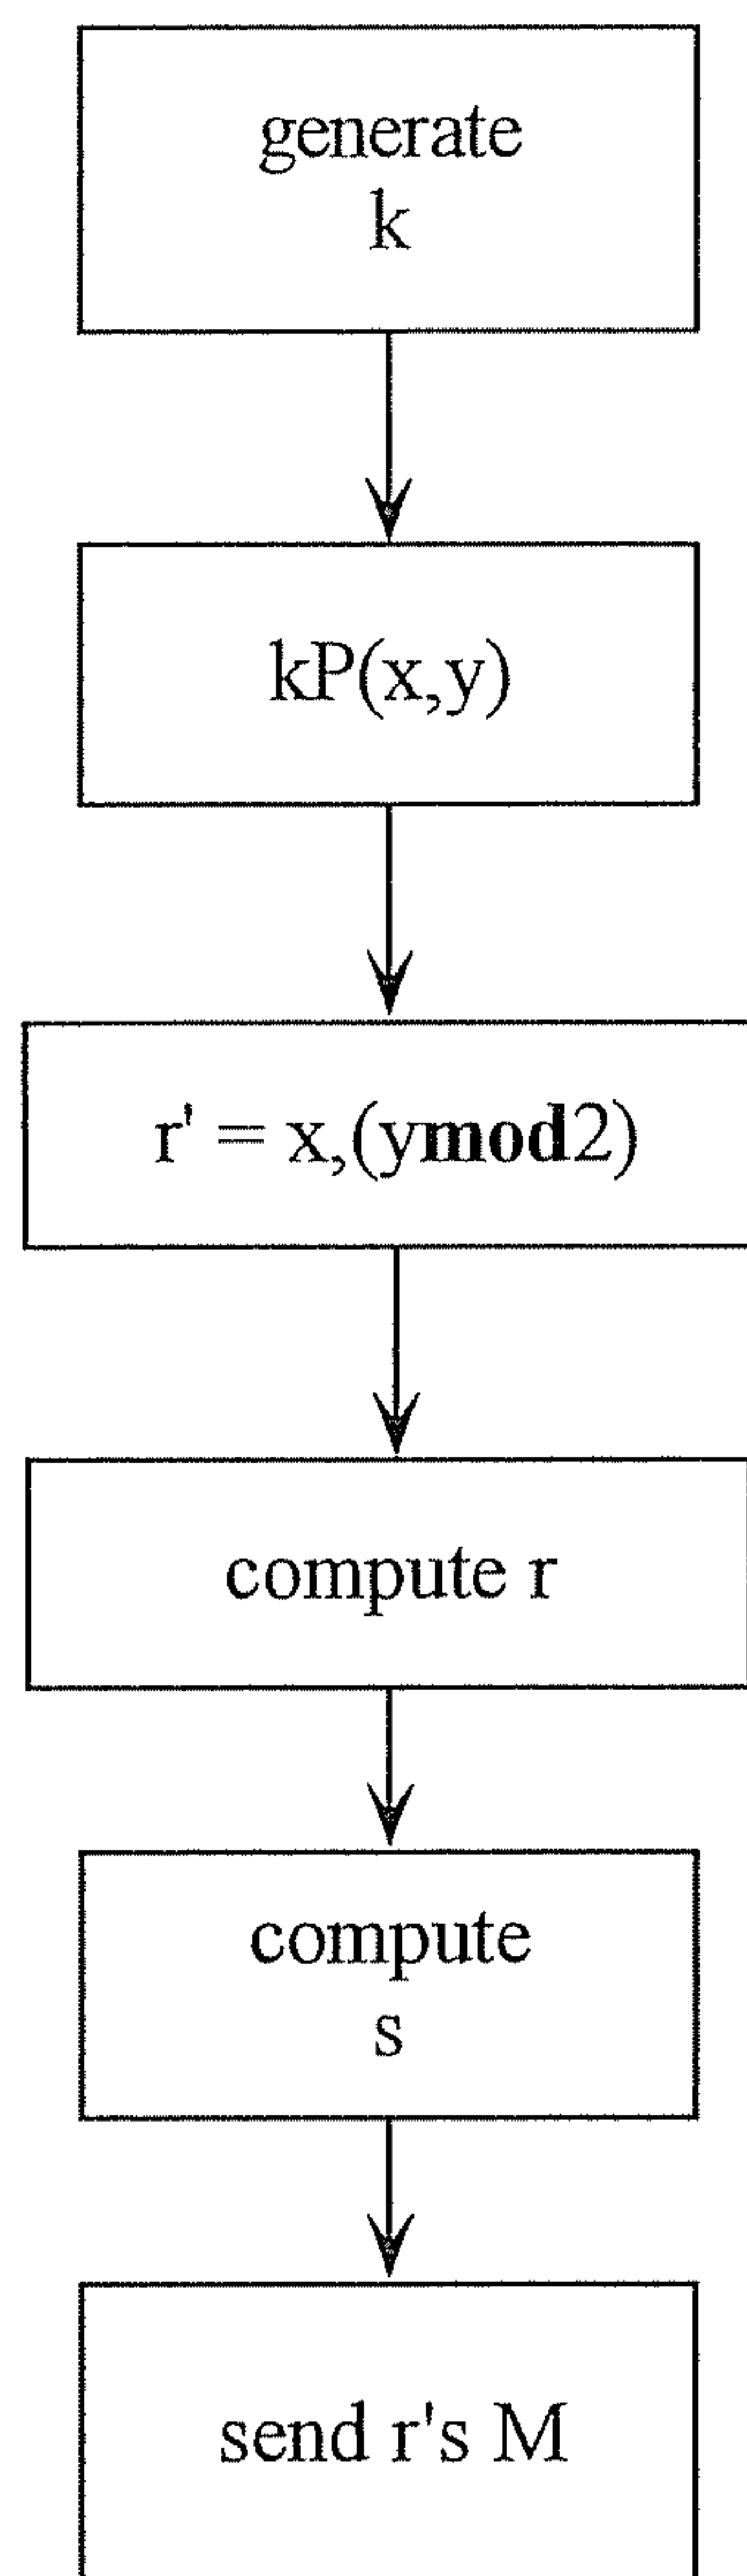 generate
k
kP(x,y)
r' = x,(ymod2)
compute r
compute
s
send r's M